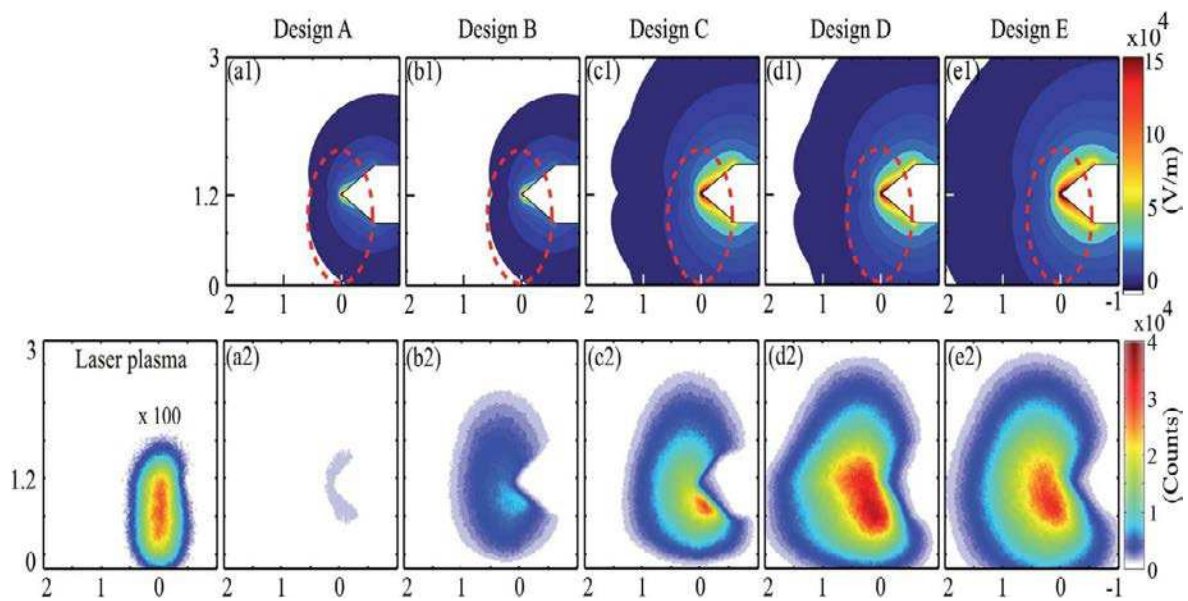 Design A Design B Design C Design D Design E
x10^4
3 (a1) (b1) (c1) (d1) (e1) 15
10
1.2 5
0 0
(V/m)
2 1 0 2 1 0 2 1 0 2 1 0 2 1 0 -1
x10^4
3 Laser plasma (a2) (b2) (c2) (d2) (e2) 4
x 100 3
1.2 2
1
0 0
(Counts)
2 1 0 2 1 0 2 1 0 2 1 0 2 1 0 -1